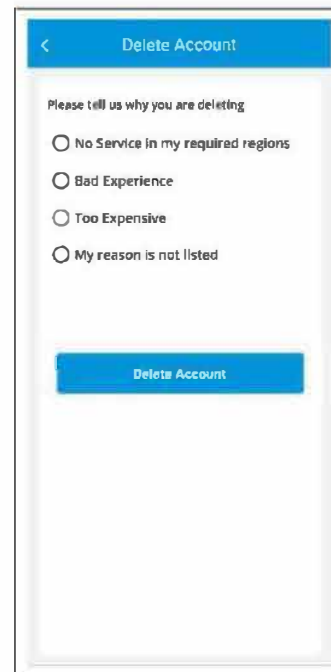 Delete Account
Please tell us why you are deleting
No Service in my required regions
Bad Experience
Too Expensive
My reason is not listed
Delete Account